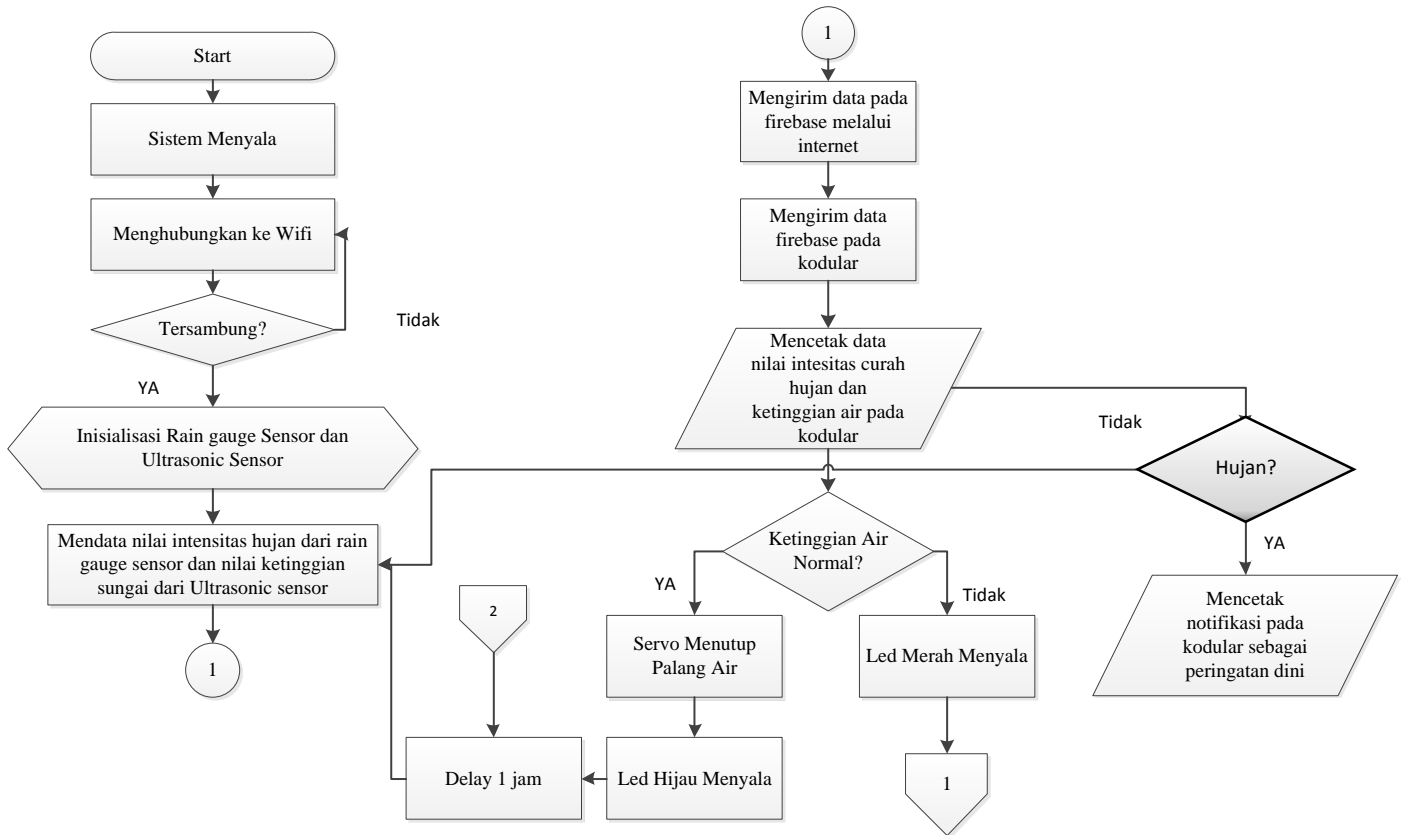 Start
Sistem Menyala
Menghubungkan ke Wifi
Tersambung?
Tidak
YA
Inisialisasi Rain gauge Sensor dan
Ultrasonic Sensor
Mendata nilai intensitas hujan dari rain
gauge sensor dan nilai ketinggian
sungai dari Ultrasonic sensor
1
1
Mengirim data pada
firebase melalui
internet
Mengirim data
firebase pada
kodular
Mencetak data
nilai intesitas curah
hujan dan
ketinggian air pada
kodular
Tidak
Hujan?
YA
Mencetak
notifikasi pada
kodular sebagai
peringatan dini
Ketinggian Air
Normal?
YA
Tidak
Servo Menutup
Palang Air
Led Merah Menyala
2
Delay 1 jam
Led Hijau Menyala
1